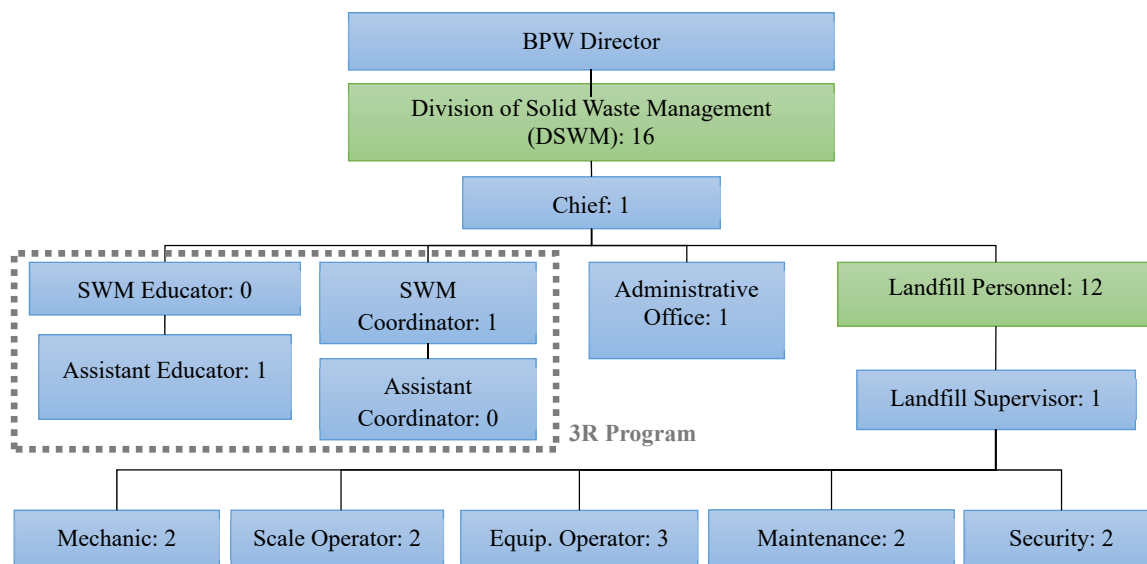 BPW Director
Division of Solid Waste Management
(DSWM): 16
Chief: 1
SWM Educator: 0
SWM
Coordinator: 1
Administrative
Office: 1
Landfill Personnel: 12
Assistant Educator: 1
Assistant
Coordinator: 0
Landfill Supervisor: 1
3R Program
Mechanic: 2
Scale Operator: 2
Equip. Operator: 3
Maintenance: 2
Security: 2